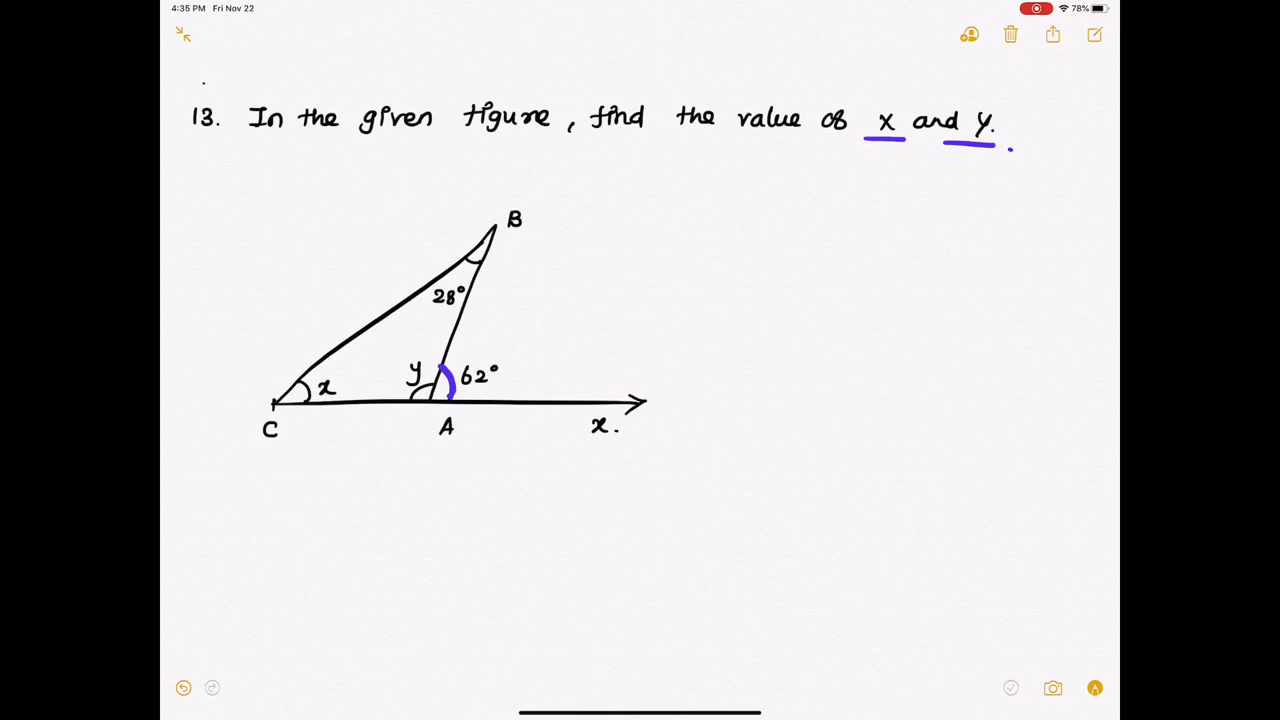 4:35 PM Fri Nov 22 78%
13. In the given figure, find the value of x and y.
B
28°
y 62°
x
C A x.